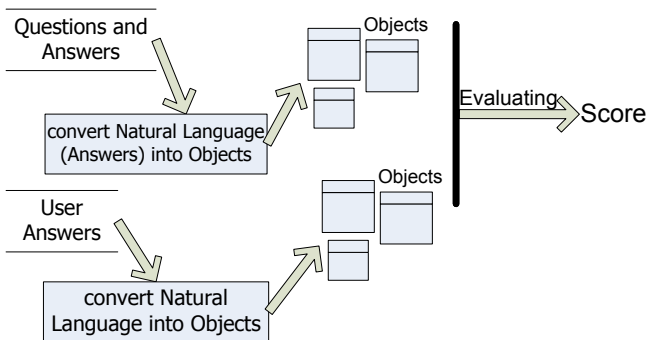 Questions and
Answers
Objects
convert Natural Language
(Answers) into Objects
Evaluating
Score
User
Answers
Objects
convert Natural
Language into Objects